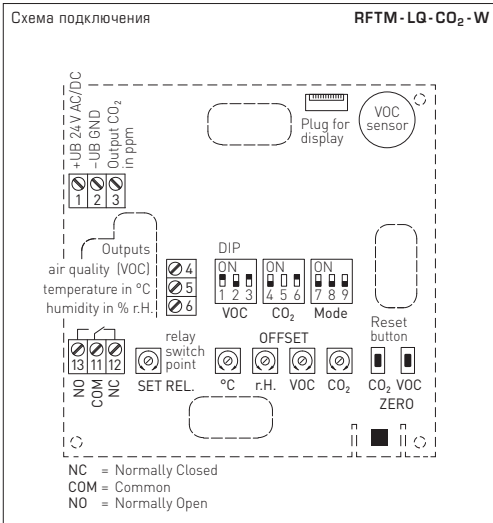 Схема подключения
RFTM-LQ-CO₂-W
+UB 24V AC/DC
−UB GND
Output CO₂
in ppm
1 2 3
Plug for
display
VOC
sensor
Outputs
air quality (VOC)
temperature in °C
humidity in % r.H.
4
5
6
DIP
ON ON ON
1 2 3 4 5 6 7 8 9
VOC CO₂ Mode
13 11 12
NO COM NC
relay
switch
point
SET REL.
OFFSET
°C r.H. VOC CO₂
Reset
button
CO₂ VOC
ZERO
NC = Normally Closed
COM = Common
NO = Normally Open